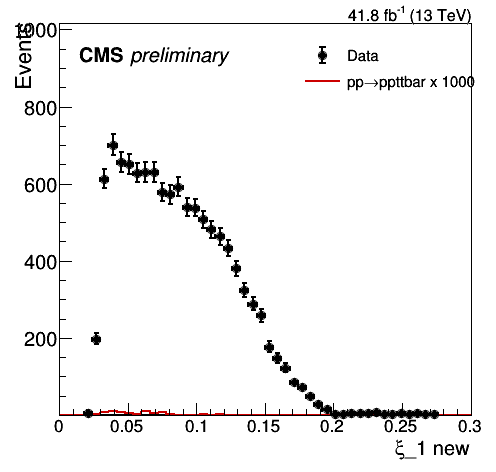 41.8 fb⁻¹ (13 TeV)
Events
CMS preliminary
Data
pp→ppttbar x 1000
1000
800
600
400
200
0 0.05 0.1 0.15 0.2 0.25 0.3
ξ_1 new